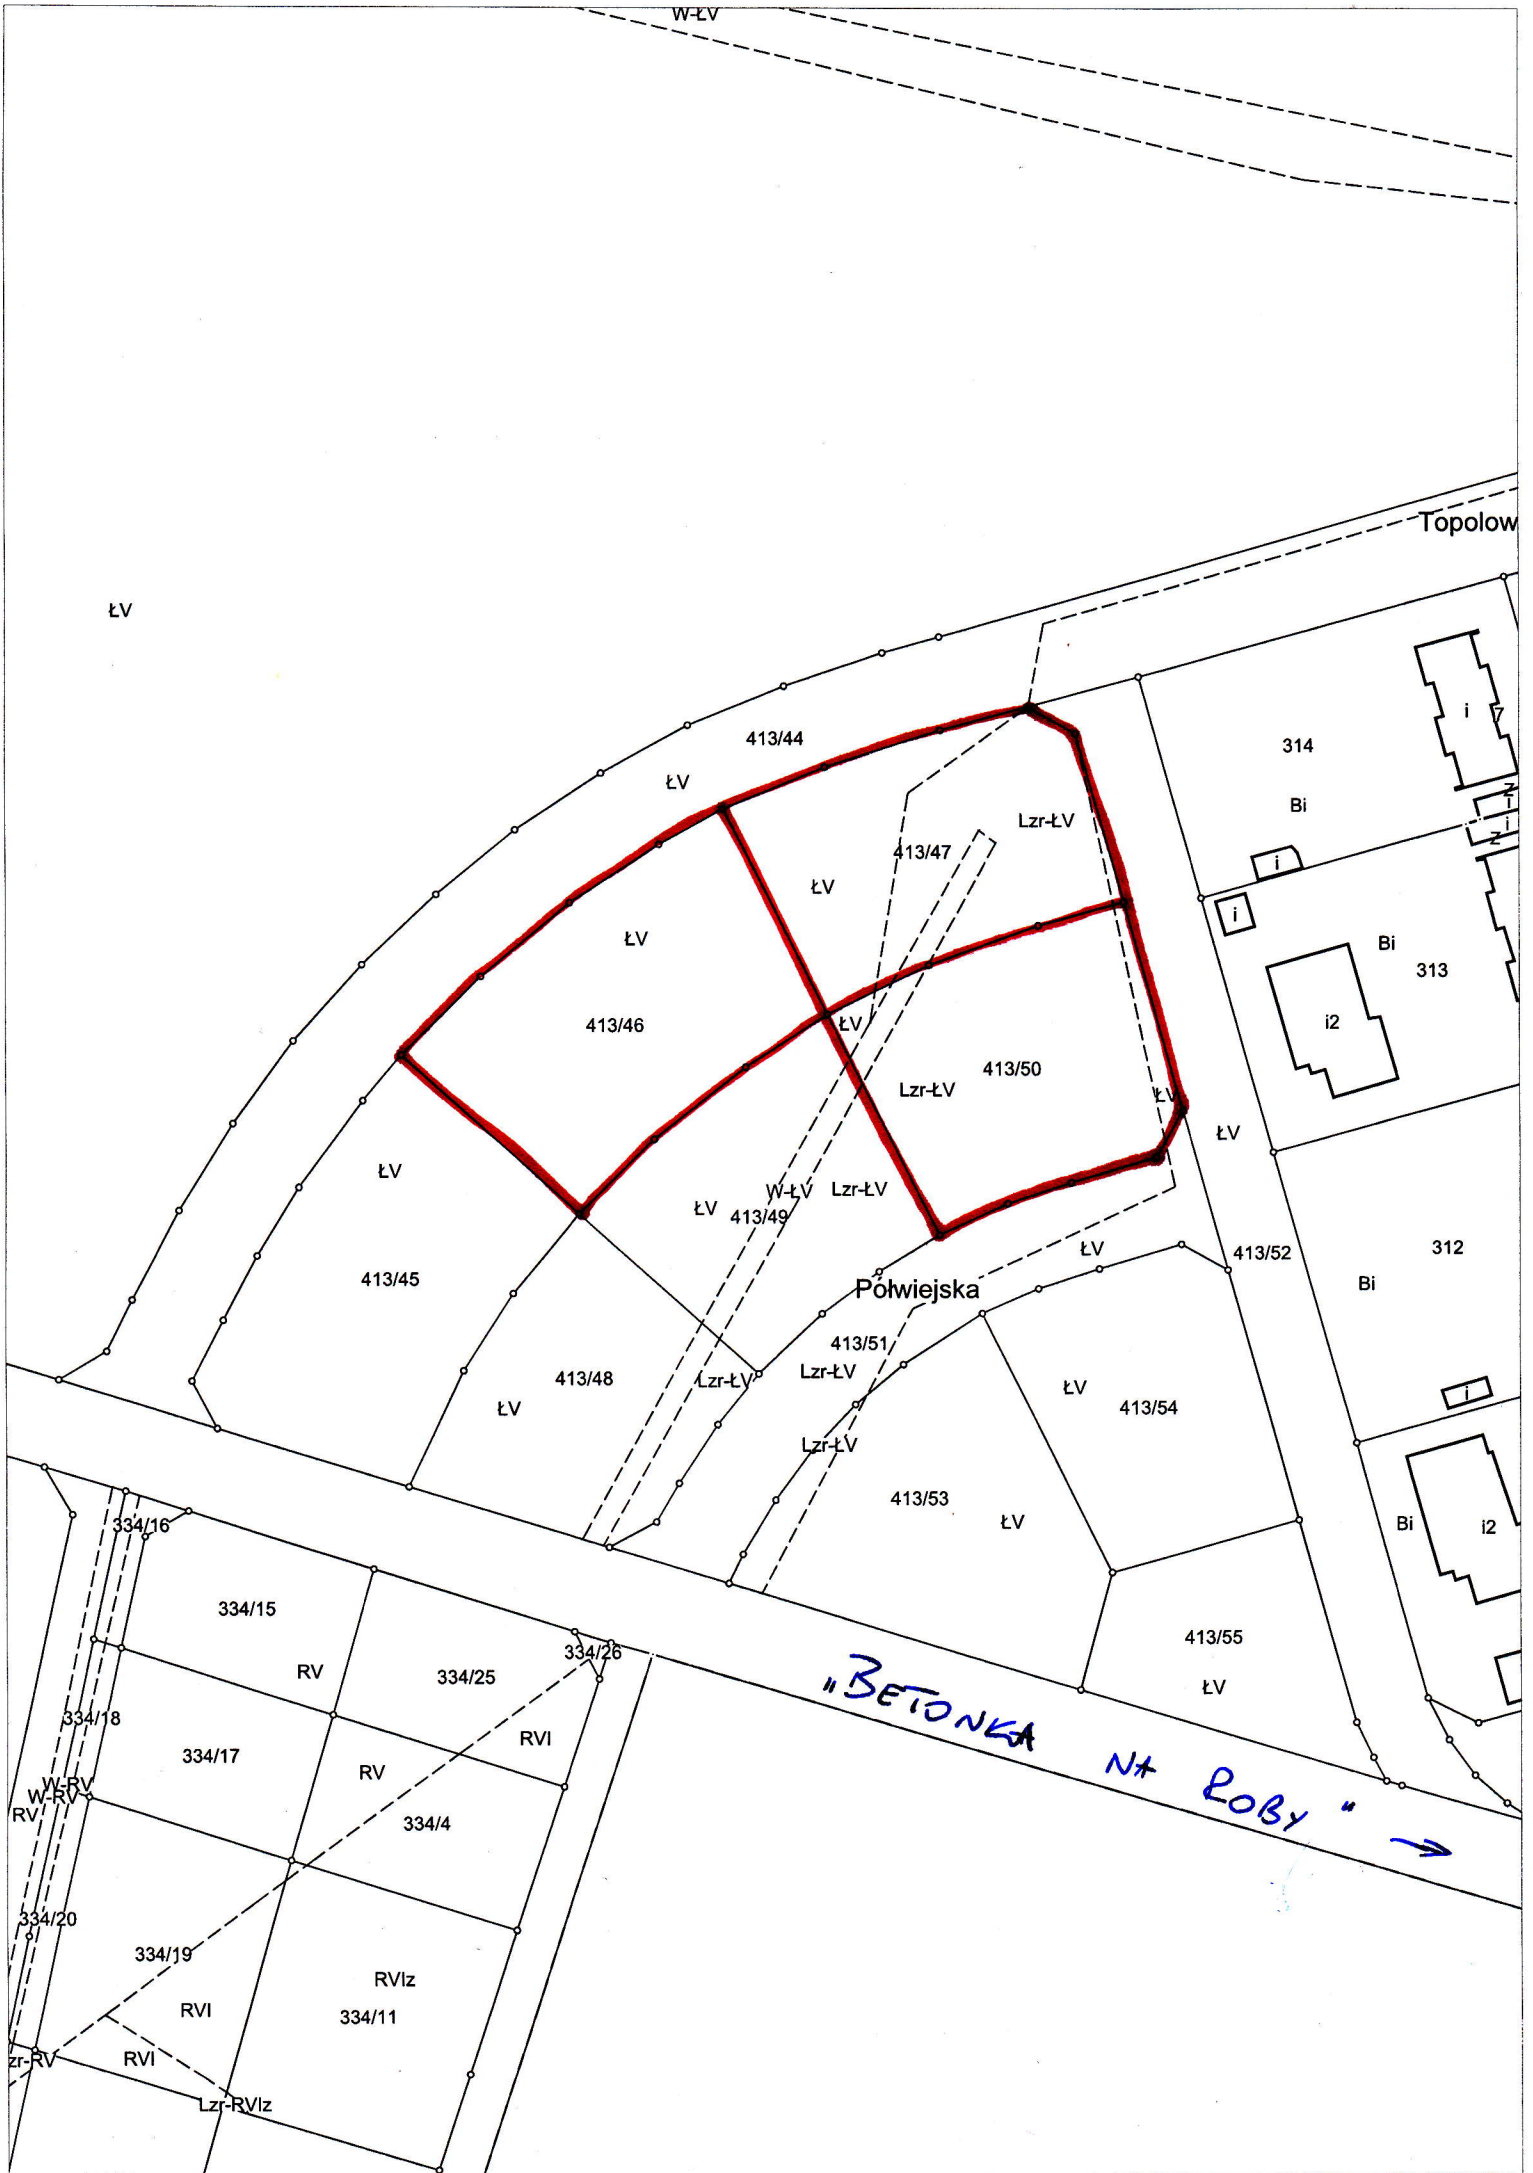 W-ŁV
Topolow
ŁV
413/44
ŁV
314
i
7
Bi
Z
i
i
Z
Lzr-ŁV
413/47
ŁV
i
i
ŁV
Bi
313
413/46
ŁV
i2
413/50
Lzr-ŁV
ŁV
ŁV
ŁV
W-ŁV
Lzr-ŁV
ŁV
413/49
413/45
ŁV
413/52
312
Półwiejska
Bi
413/51
413/48
Lzr-ŁV
Lzr-ŁV
ŁV
ŁV
413/54
i
Lzr-ŁV
413/53
ŁV
Bi
i2
334/16
334/15
413/55
334/26
RV
334/25
ŁV
334/18
RVI
334/17
RV
W-RV
W-RV
RV
334/4
„BETONKA NA ROBY" →
334/20
334/19
RVIz
RVI
334/11
zr-RV
RVI
Lzr-RVIz